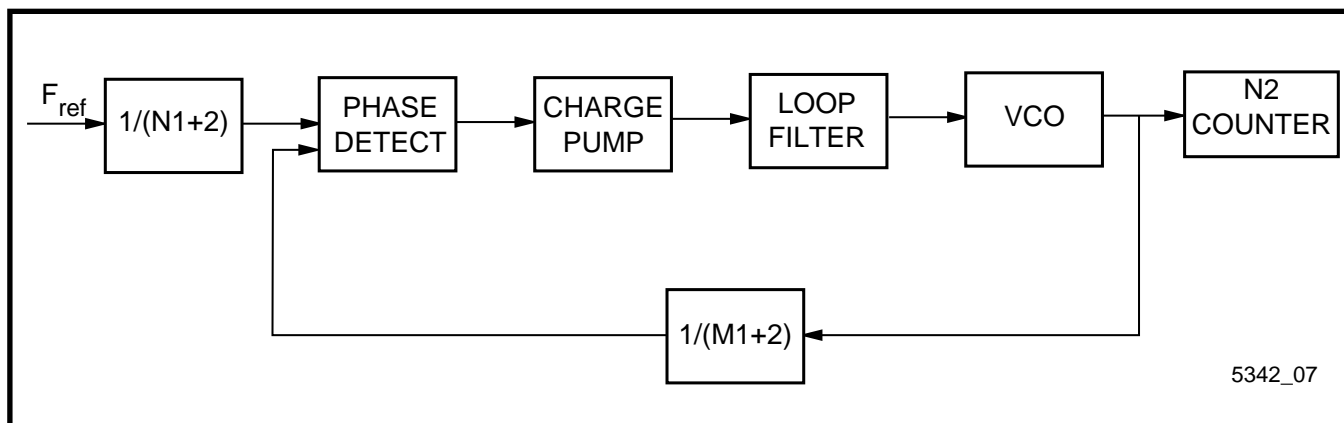 F_ref
1/(N1+2)
PHASE
DETECT
CHARGE
PUMP
LOOP
FILTER
VCO
N2
COUNTER
1/(M1+2)
5342_07